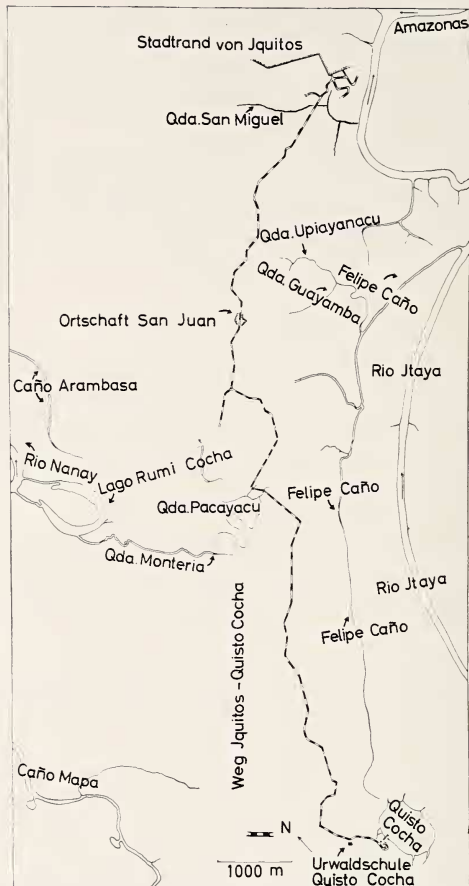 Amazonas
Stadtrand von Jquitos
Qda.San Miguel
Qda.Upiayanacu
Felipe Caño
Qda.Guayamba
Ortschaft San Juan
Rio Jtaya
Caño Arambasa
Rio Nanay
Lago Rumi Cocha
Qda.Pacayacu
Felipe Caño
Qda.Monteria
Rio Jtaya
Weg Jquitos - Quisto Cocha
Felipe Caño
Caño Mapa
Quisto
Cocha
N
1000 m
Urwaldschule
Quisto Cocha